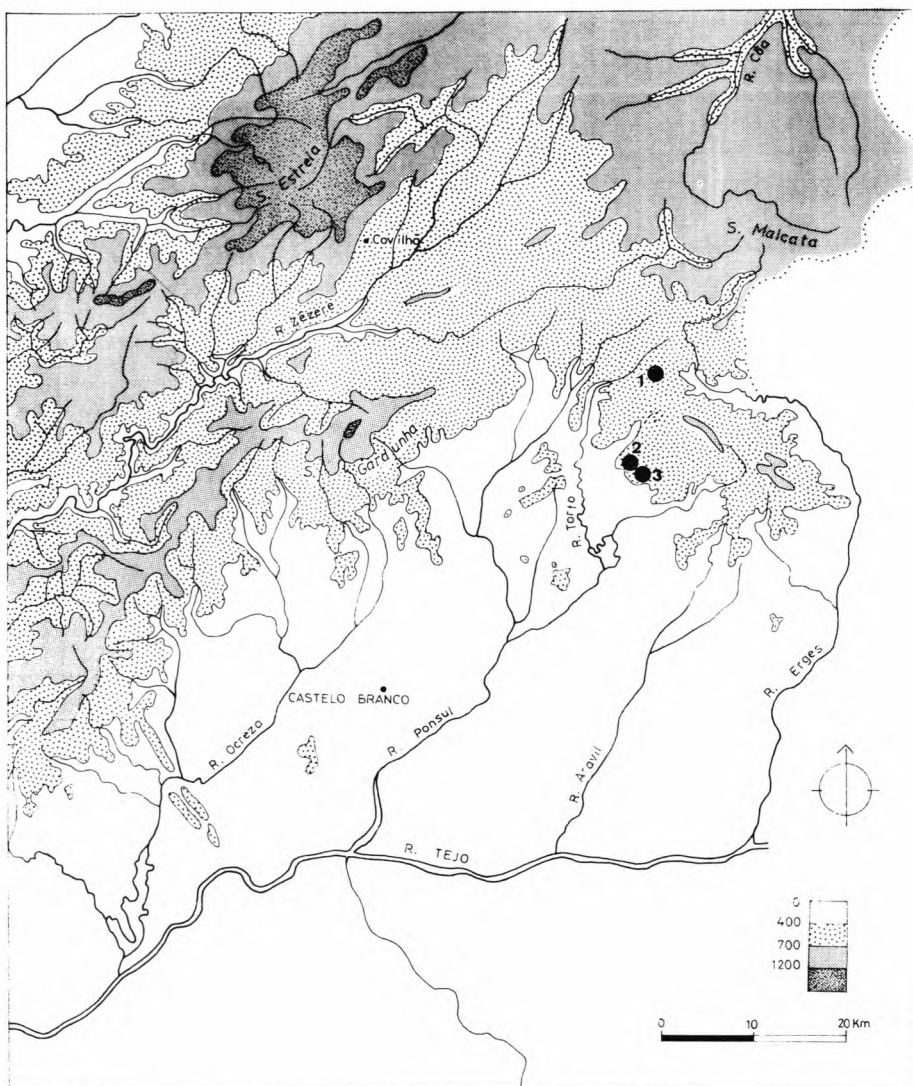 R. Côa
S. Estrela
Covilhã
S. Malcata
R. Zêzere
1
S. Gardunha
2
3
R. Torto
R. Erges
CASTELO BRANCO
R. Ocreza
R. Ponsul
R. Aravil
R. TEJO
0
400
700
1200
0 10 20 Km